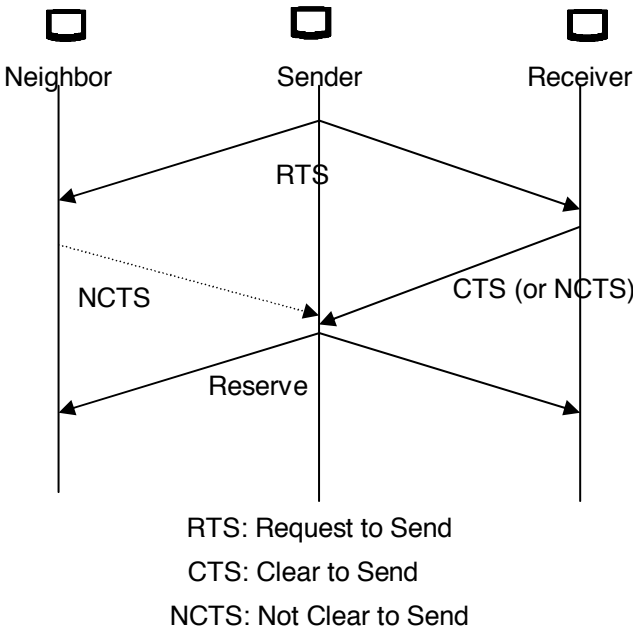 Neighbor Sender Receiver
RTS
NCTS
CTS (or NCTS)
Reserve
RTS: Request to Send
CTS: Clear to Send
NCTS: Not Clear to Send